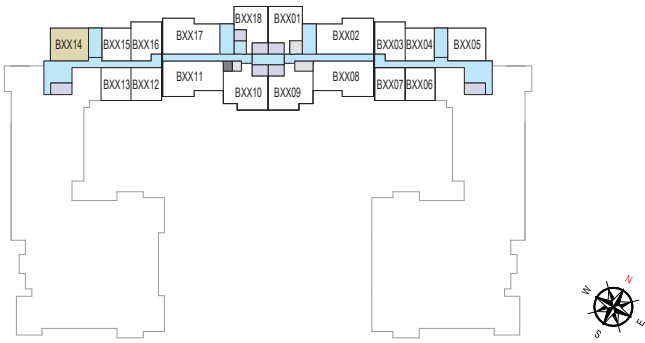 BXX18 BXX01
BXX14 BXX15 BXX16 BXX17 BXX02 BXX03 BXX04 BXX05
BXX13 BXX12 BXX11 BXX10 BXX09 BXX08 BXX07 BXX06
W N
S E